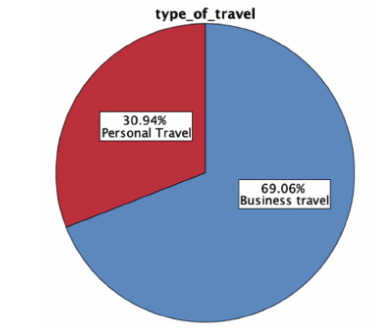 type_of_travel
30.94%
Personal Travel
69.06%
Business travel